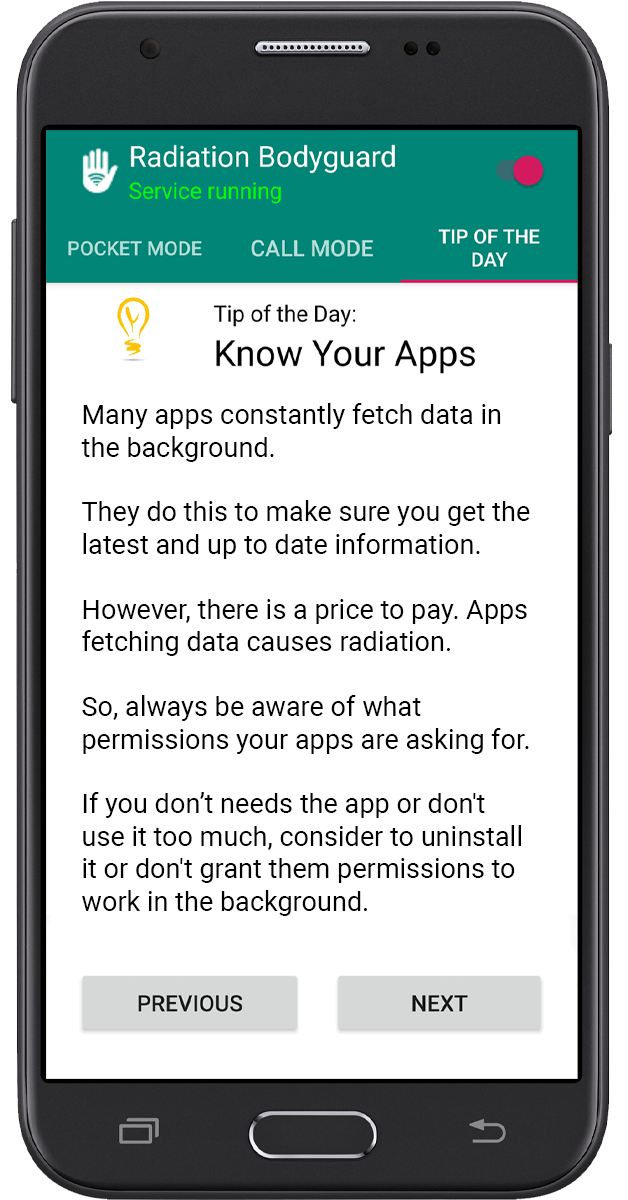 Radiation Bodyguard
Service running
POCKET MODE
CALL MODE
TIP OF THE
DAY
Tip of the Day:
Know Your Apps
Many apps constantly fetch data in
the background.
They do this to make sure you get the
latest and up to date information.
However, there is a price to pay. Apps
fetching data causes radiation.
So, always be aware of what
permissions your apps are asking for.
If you don’t needs the app or don't
use it too much, consider to uninstall
it or don't grant them permissions to
work in the background.
PREVIOUS
NEXT